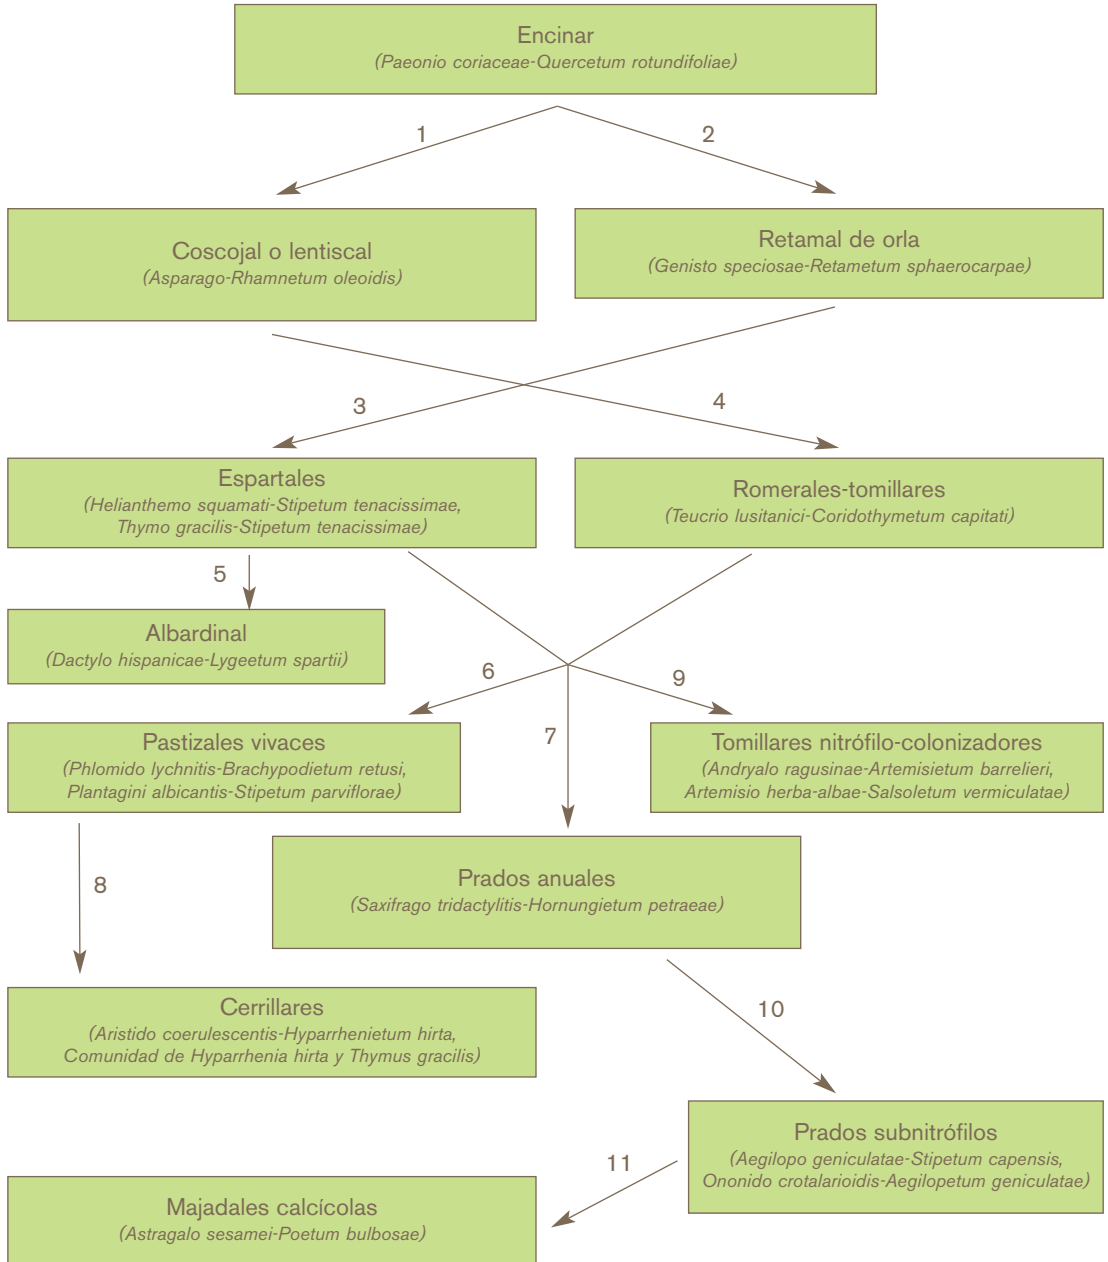 Encinar
(Paeonio coriaceae-Quercetum rotundifoliae)
1
2
Coscojal o lentiscal
(Asparago-Rhamnetum oleoidis)
Retamal de orla
(Genisto speciosae-Retametum sphaerocarpae)
3
4
Espartales
(Helianthemo squamati-Stipetum tenacissimae,
Thymo gracilis-Stipetum tenacissimae)
Romerales-tomillares
(Teucrio lusitanici-Coridothymetum capitati)
5
Albardinal
(Dactylo hispanicae-Lygeetum spartii)
6
7
9
Pastizales vivaces
(Phlomido lychnitis-Brachypodietum retusi,
Plantagini albicantis-Stipetum parviflorae)
Tomillares nitrófilo-colonizadores
(Andryalo ragusinae-Artemisietum barrelieri,
Artemisio herba-albae-Salsoletum vermiculatae)
8
Prados anuales
(Saxifrago tridactylitis-Hornungietum petraeae)
Cerrillares
(Aristido coerulescentis-Hyparrhenietum hirta,
Comunidad de Hyparrhenia hirta y Thymus gracilis)
10
Prados subnitrófilos
(Aegilopo geniculatae-Stipetum capensis,
Ononido crotalarioidis-Aegilopetum geniculatae)
11
Majadales calcícolas
(Astragalo sesamei-Poetum bulbosae)